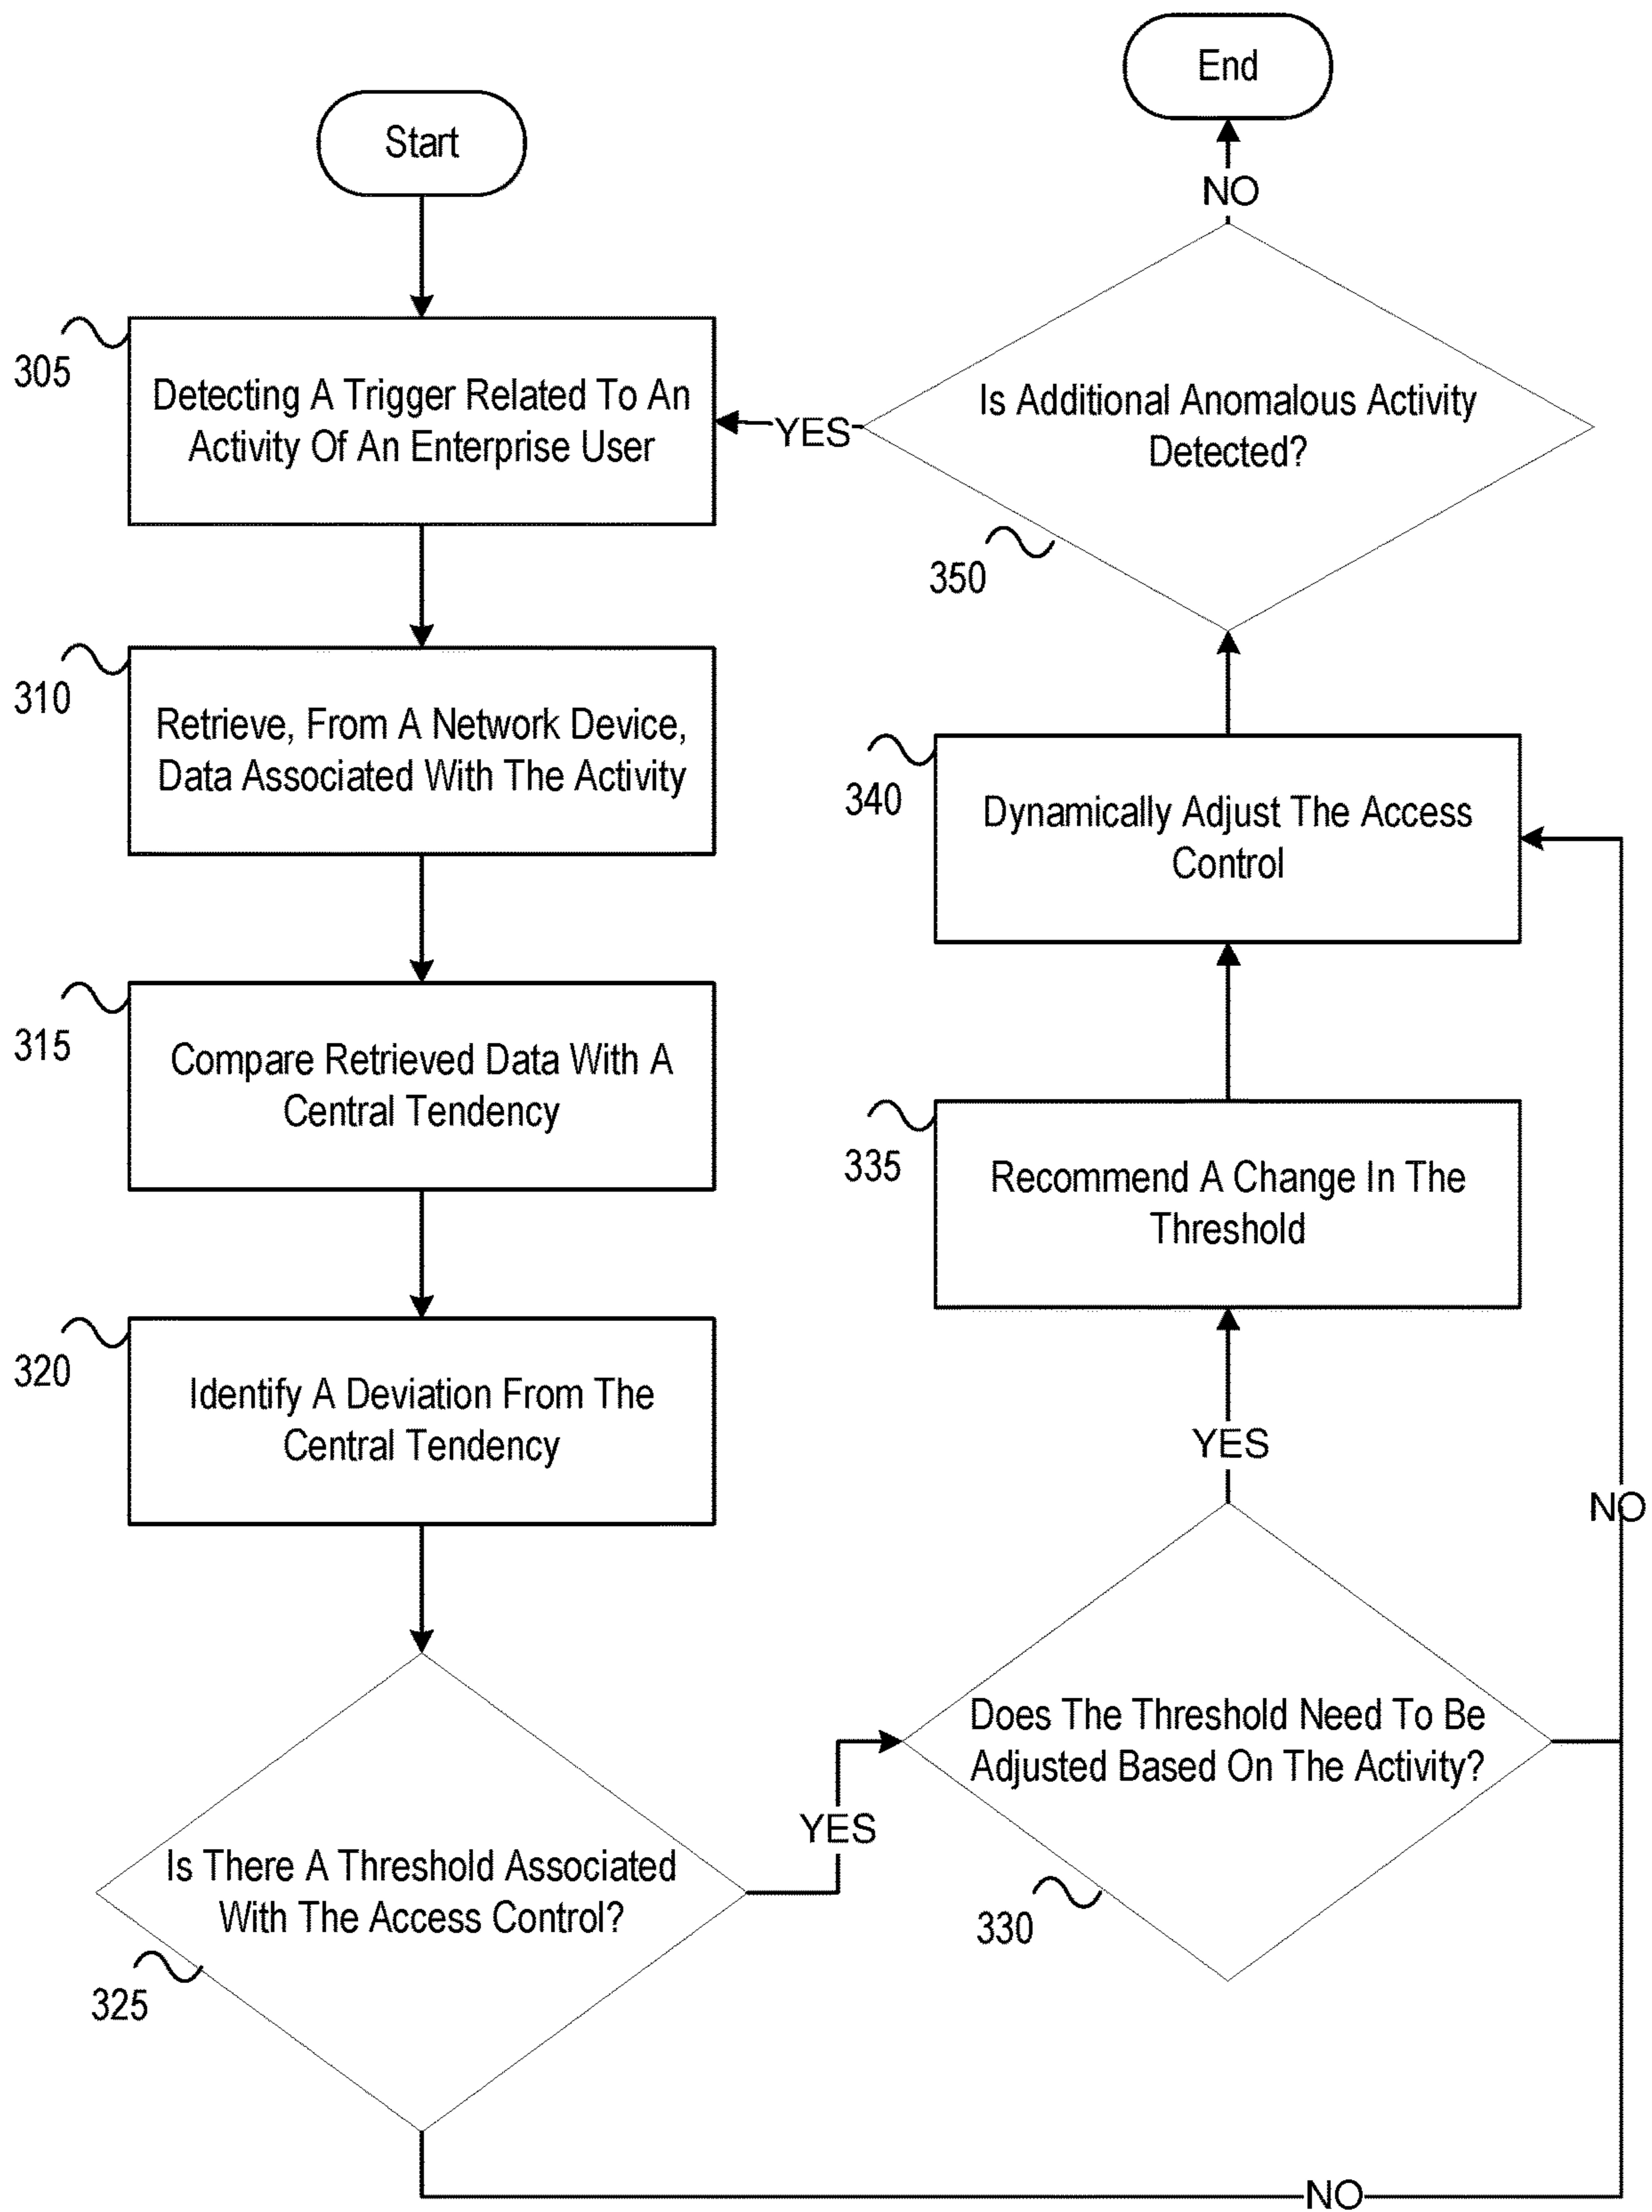 Start
305
Detecting A Trigger Related To An
Activity Of An Enterprise User
310
Retrieve, From A Network Device,
Data Associated With The Activity
315
Compare Retrieved Data With A
Central Tendency
320
Identify A Deviation From The
Central Tendency
Is There A Threshold Associated
With The Access Control?
325
YES
NO
Does The Threshold Need To Be
Adjusted Based On The Activity?
330
YES
NO
335
Recommend A Change In The
Threshold
340
Dynamically Adjust The Access
Control
Is Additional Anomalous Activity
Detected?
350
YES
NO
End